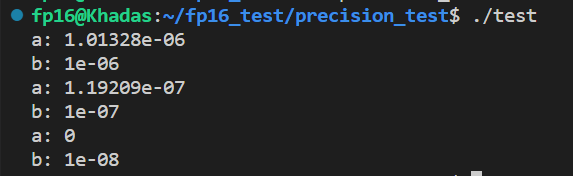 fp16@Khadas:~/fp16_test/precision_test$ ./test
a: 1.01328e-06
b: 1e-06
a: 1.19209e-07
b: 1e-07
a: 0
b: 1e-08